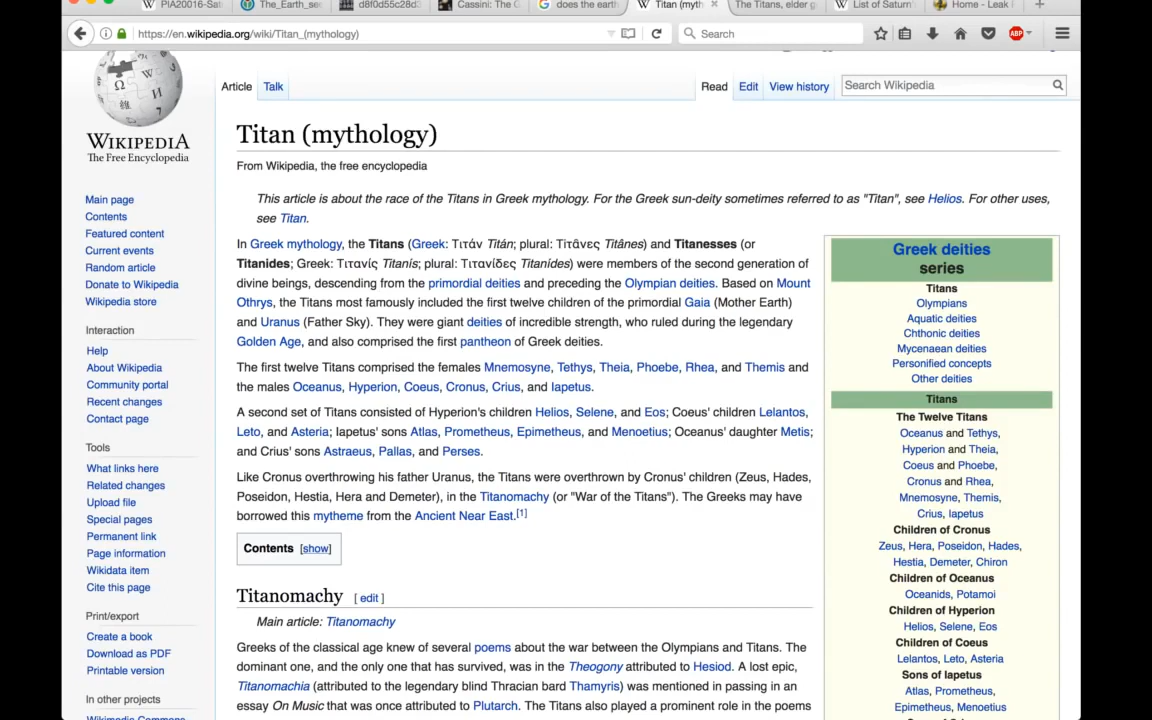 PIA20016-Sat
The_Earth_se
d8f0d55c28d
Cassini: The G
does the earth
Titan (myth
The Titans, elder g
List of Saturn'
Home - Leak
https://en.wikipedia.org/wiki/Titan_(mythology)
Search
ABP
WIKIPEDIA
The Free Encyclopedia
Main page
Contents
Featured content
Current events
Random article
Donate to Wikipedia
Wikipedia store
Interaction
Help
About Wikipedia
Community portal
Recent changes
Contact page
Tools
What links here
Related changes
Upload file
Special pages
Permanent link
Page information
Wikidata item
Cite this page
Print/export
Create a book
Download as PDF
Printable version
In other projects
Wikimedia Commons
Article Talk
Read Edit View history
Search Wikipedia
Titan (mythology)
From Wikipedia, the free encyclopedia
This article is about the race of the Titans in Greek mythology. For the Greek sun-deity sometimes referred to as "Titan", see Helios. For other uses,
see Titan.
In Greek mythology, the Titans (Greek: Τιτάν Titán; plural: Τiτᾶνες Titânes) and Titanesses (or
Titanides; Greek: Τιτανίς Titanís; plural: Τιτανίδες Titanídes) were members of the second generation of
divine beings, descending from the primordial deities and preceding the Olympian deities. Based on Mount
Othrys, the Titans most famously included the first twelve children of the primordial Gaia (Mother Earth)
and Uranus (Father Sky). They were giant deities of incredible strength, who ruled during the legendary
Golden Age, and also comprised the first pantheon of Greek deities.
The first twelve Titans comprised the females Mnemosyne, Tethys, Theia, Phoebe, Rhea, and Themis and
the males Oceanus, Hyperion, Coeus, Cronus, Crius, and Iapetus.
A second set of Titans consisted of Hyperion's children Helios, Selene, and Eos; Coeus' children Lelantos,
Leto, and Asteria; Iapetus' sons Atlas, Prometheus, Epimetheus, and Menoetius; Oceanus' daughter Metis;
and Crius' sons Astraeus, Pallas, and Perses.
Like Cronus overthrowing his father Uranus, the Titans were overthrown by Cronus' children (Zeus, Hades,
Poseidon, Hestia, Hera and Demeter), in the Titanomachy (or "War of the Titans"). The Greeks may have
borrowed this mytheme from the Ancient Near East.[1]
Contents [show]
Titanomachy [ edit ]
Main article: Titanomachy
Greeks of the classical age knew of several poems about the war between the Olympians and Titans. The
dominant one, and the only one that has survived, was in the Theogony attributed to Hesiod. A lost epic,
Titanomachia (attributed to the legendary blind Thracian bard Thamyris) was mentioned in passing in an
essay On Music that was once attributed to Plutarch. The Titans also played a prominent role in the poems
Greek deities
series
Titans
Olympians
Aquatic deities
Chthonic deities
Mycenaean deities
Personified concepts
Other deities
Titans
The Twelve Titans
Oceanus and Tethys,
Hyperion and Theia,
Coeus and Phoebe,
Cronus and Rhea,
Mnemosyne, Themis,
Crius, Iapetus
Children of Cronus
Zeus, Hera, Poseidon, Hades,
Hestia, Demeter, Chiron
Children of Oceanus
Oceanids, Potamoi
Children of Hyperion
Helios, Selene, Eos
Children of Coeus
Lelantos, Leto, Asteria
Sons of Iapetus
Atlas, Prometheus,
Epimetheus, Menoetius